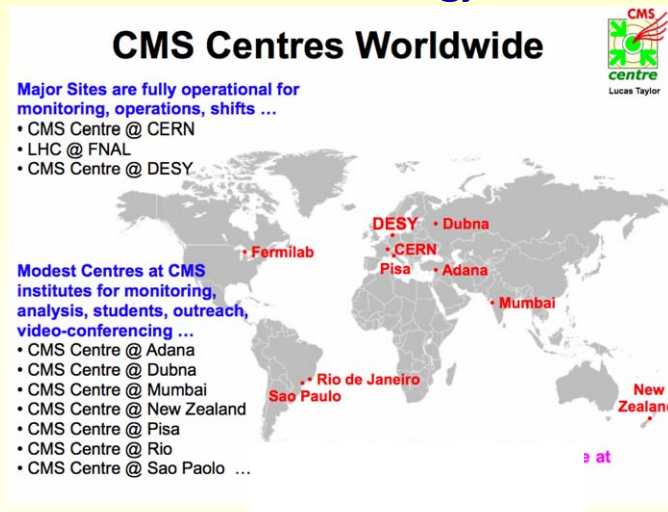 CMS Centres Worldwide
CMS
centre
Lucas Taylor
Major Sites are fully operational for
monitoring, operations, shifts …
• CMS Centre @ CERN
• LHC @ FNAL
• CMS Centre @ DESY
Modest Centres at CMS
institutes for monitoring,
analysis, students, outreach,
video-conferencing …
• CMS Centre @ Adana
• CMS Centre @ Dubna
• CMS Centre @ Mumbai
• CMS Centre @ New Zealand
• CMS Centre @ Pisa
• CMS Centre @ Rio
• CMS Centre @ Sao Paolo …
DESY
Dubna
Fermilab
CERN
Pisa
Adana
Mumbai
Rio de Janeiro
Sao Paulo
New
Zealand
at